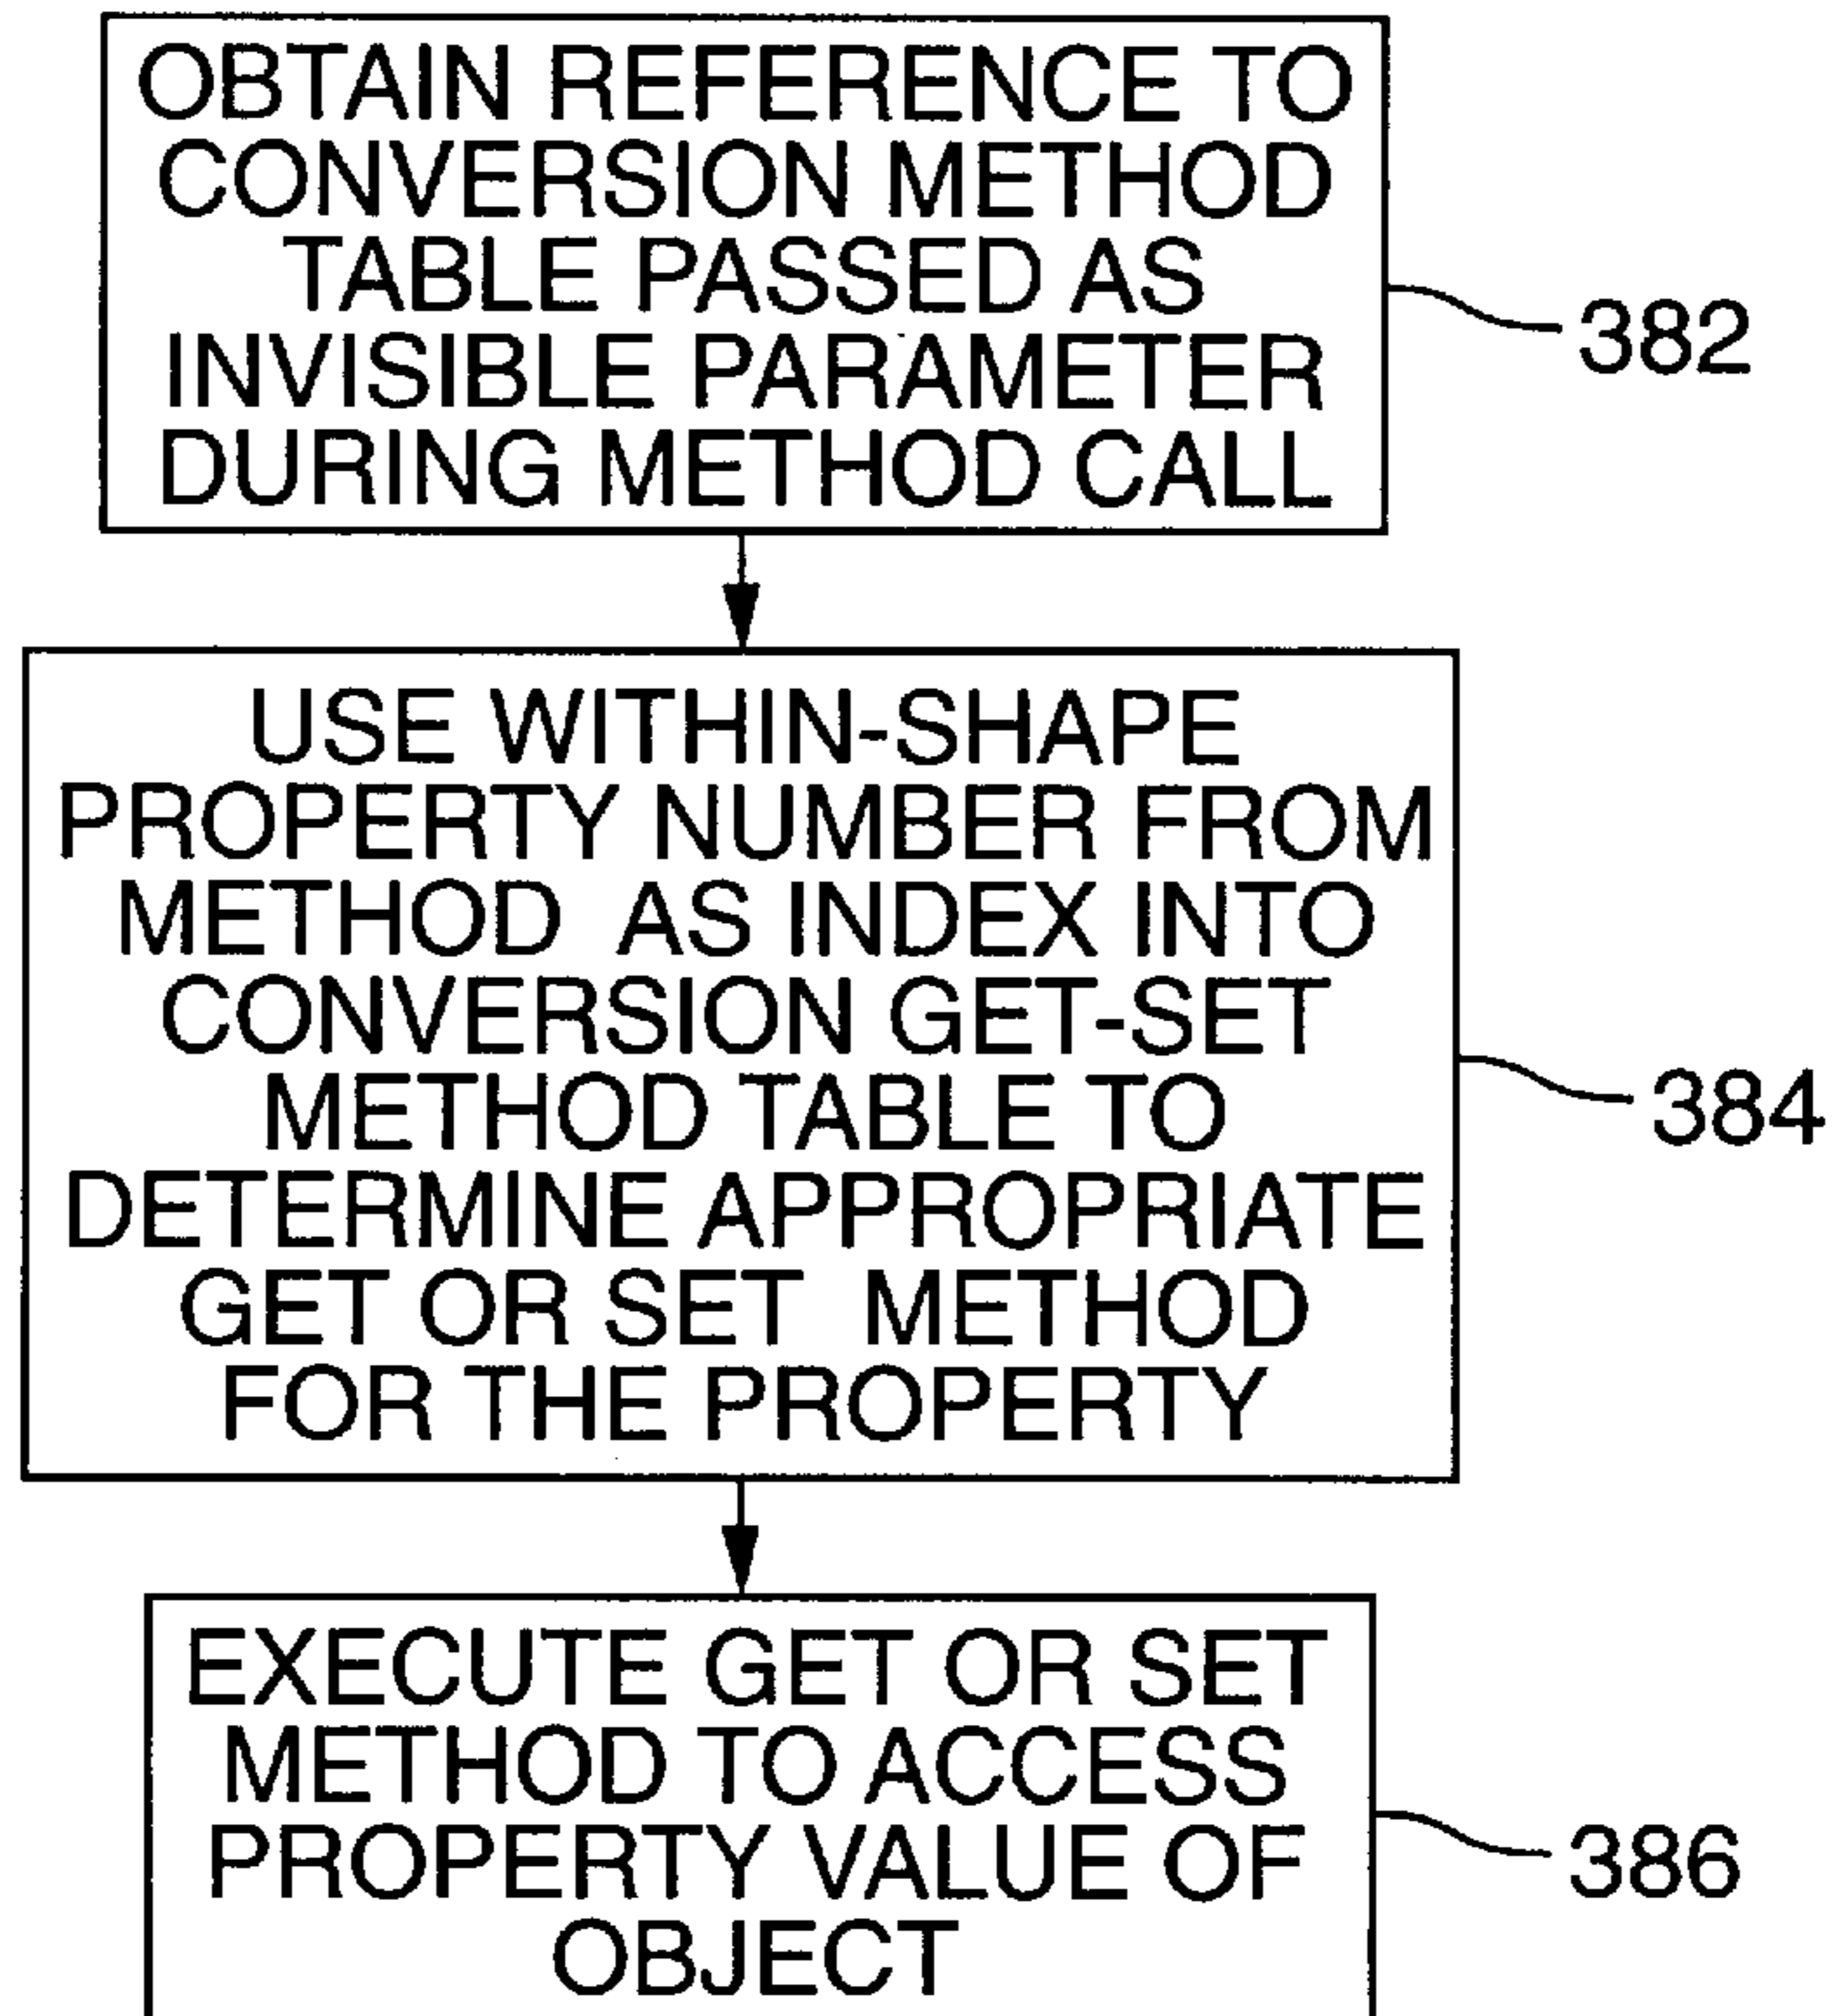 OBTAIN REFERENCE TO
CONVERSION METHOD
TABLE PASSED AS
INVISIBLE PARAMETER
DURING METHOD CALL
382
USE WITHIN-SHAPE
PROPERTY NUMBER FROM
METHOD AS INDEX INTO
CONVERSION GET-SET
METHOD TABLE TO
DETERMINE APPROPRIATE
GET OR SET METHOD
FOR THE PROPERTY
384
EXECUTE GET OR SET
METHOD TO ACCESS
PROPERTY VALUE OF
OBJECT
386